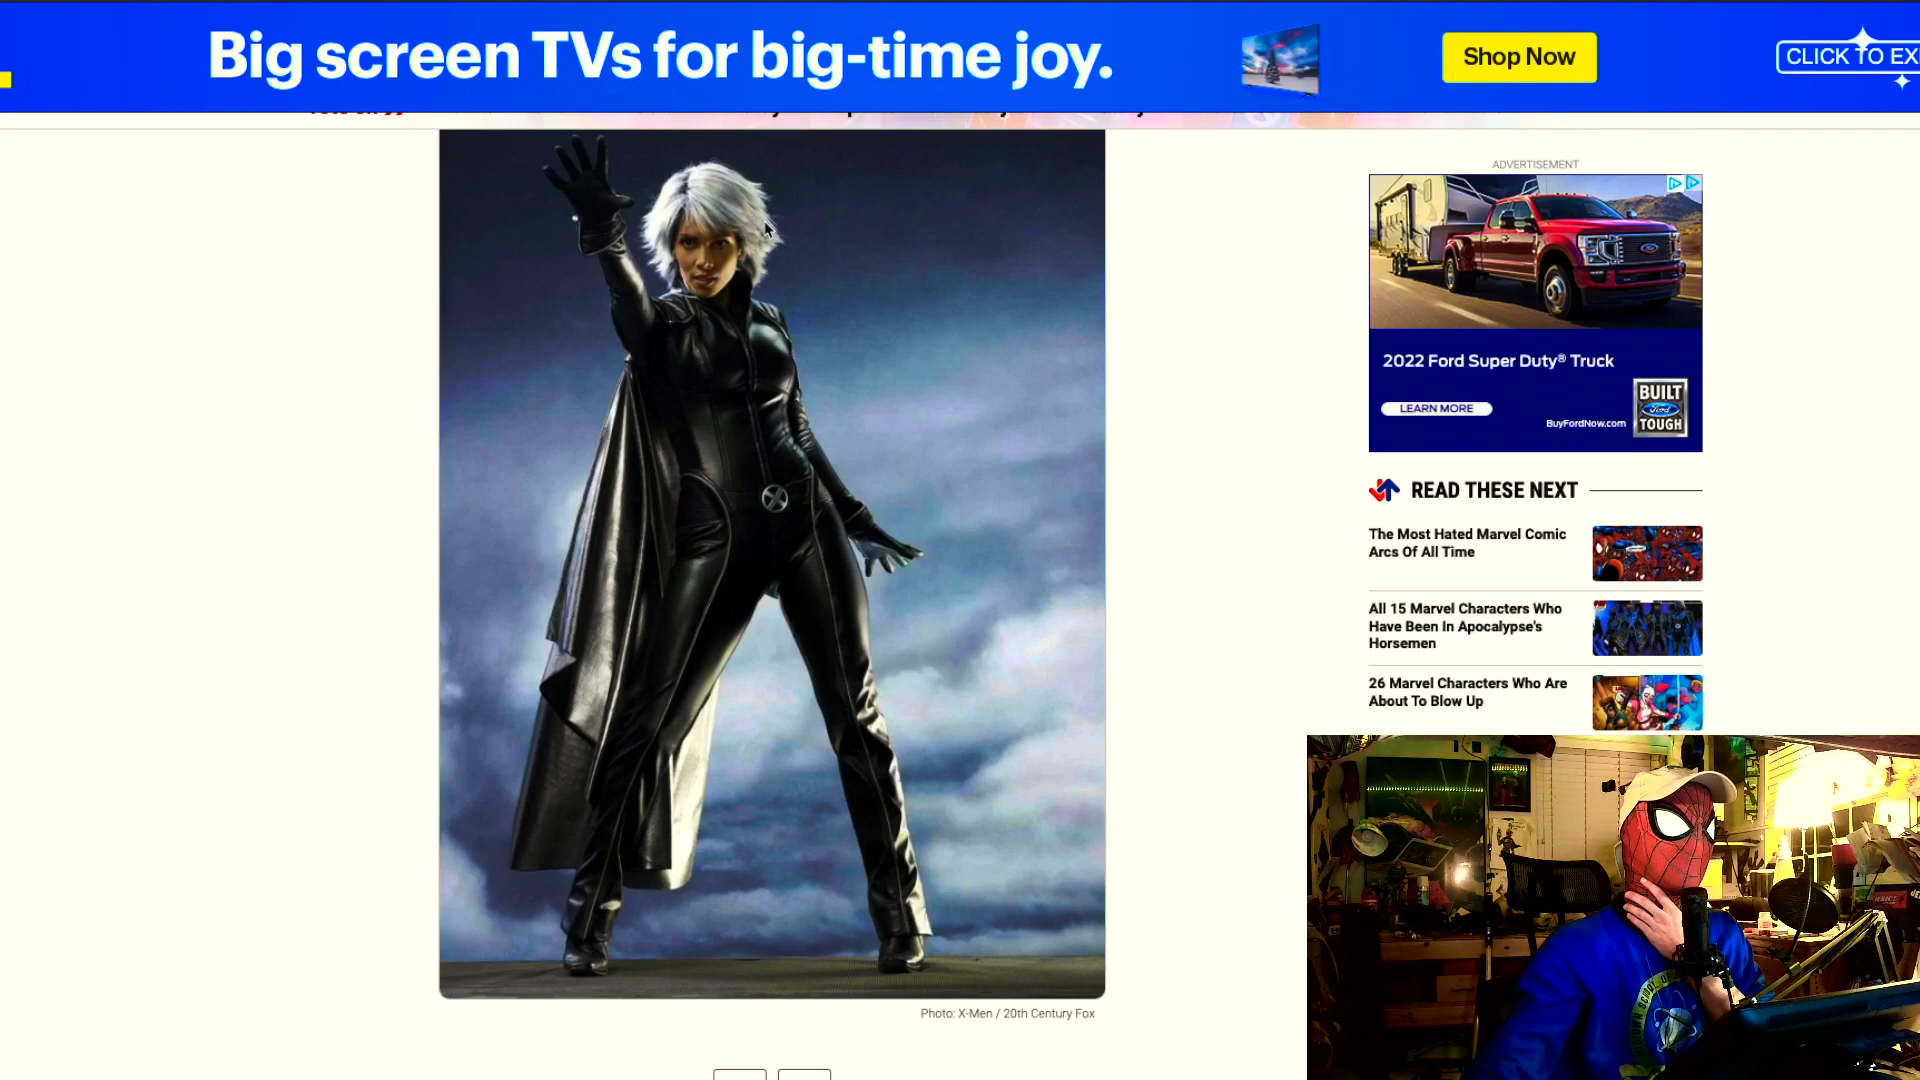 Big screen TVs for big-time joy.
Shop Now
CLICK TO EX
ADVERTISEMENT
2022 Ford Super Duty® Truck
LEARN MORE
BuyFordNow.com
BUILT
Ford
TOUGH
READ THESE NEXT
The Most Hated Marvel Comic
Arcs Of All Time
All 15 Marvel Characters Who
Have Been In Apocalypse's
Horsemen
26 Marvel Characters Who Are
About To Blow Up
Photo: X-Men / 20th Century Fox